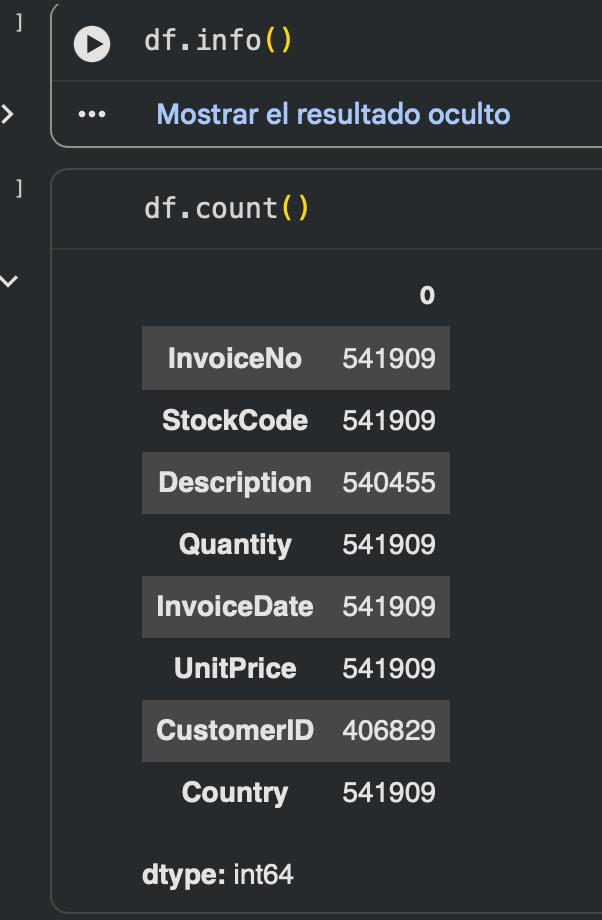 ]
df.info()
Mostrar el resultado oculto
]
df.count()
0
InvoiceNo 541909
StockCode 541909
Description 540455
Quantity 541909
InvoiceDate 541909
UnitPrice 541909
CustomerID 406829
Country 541909
dtype: int64